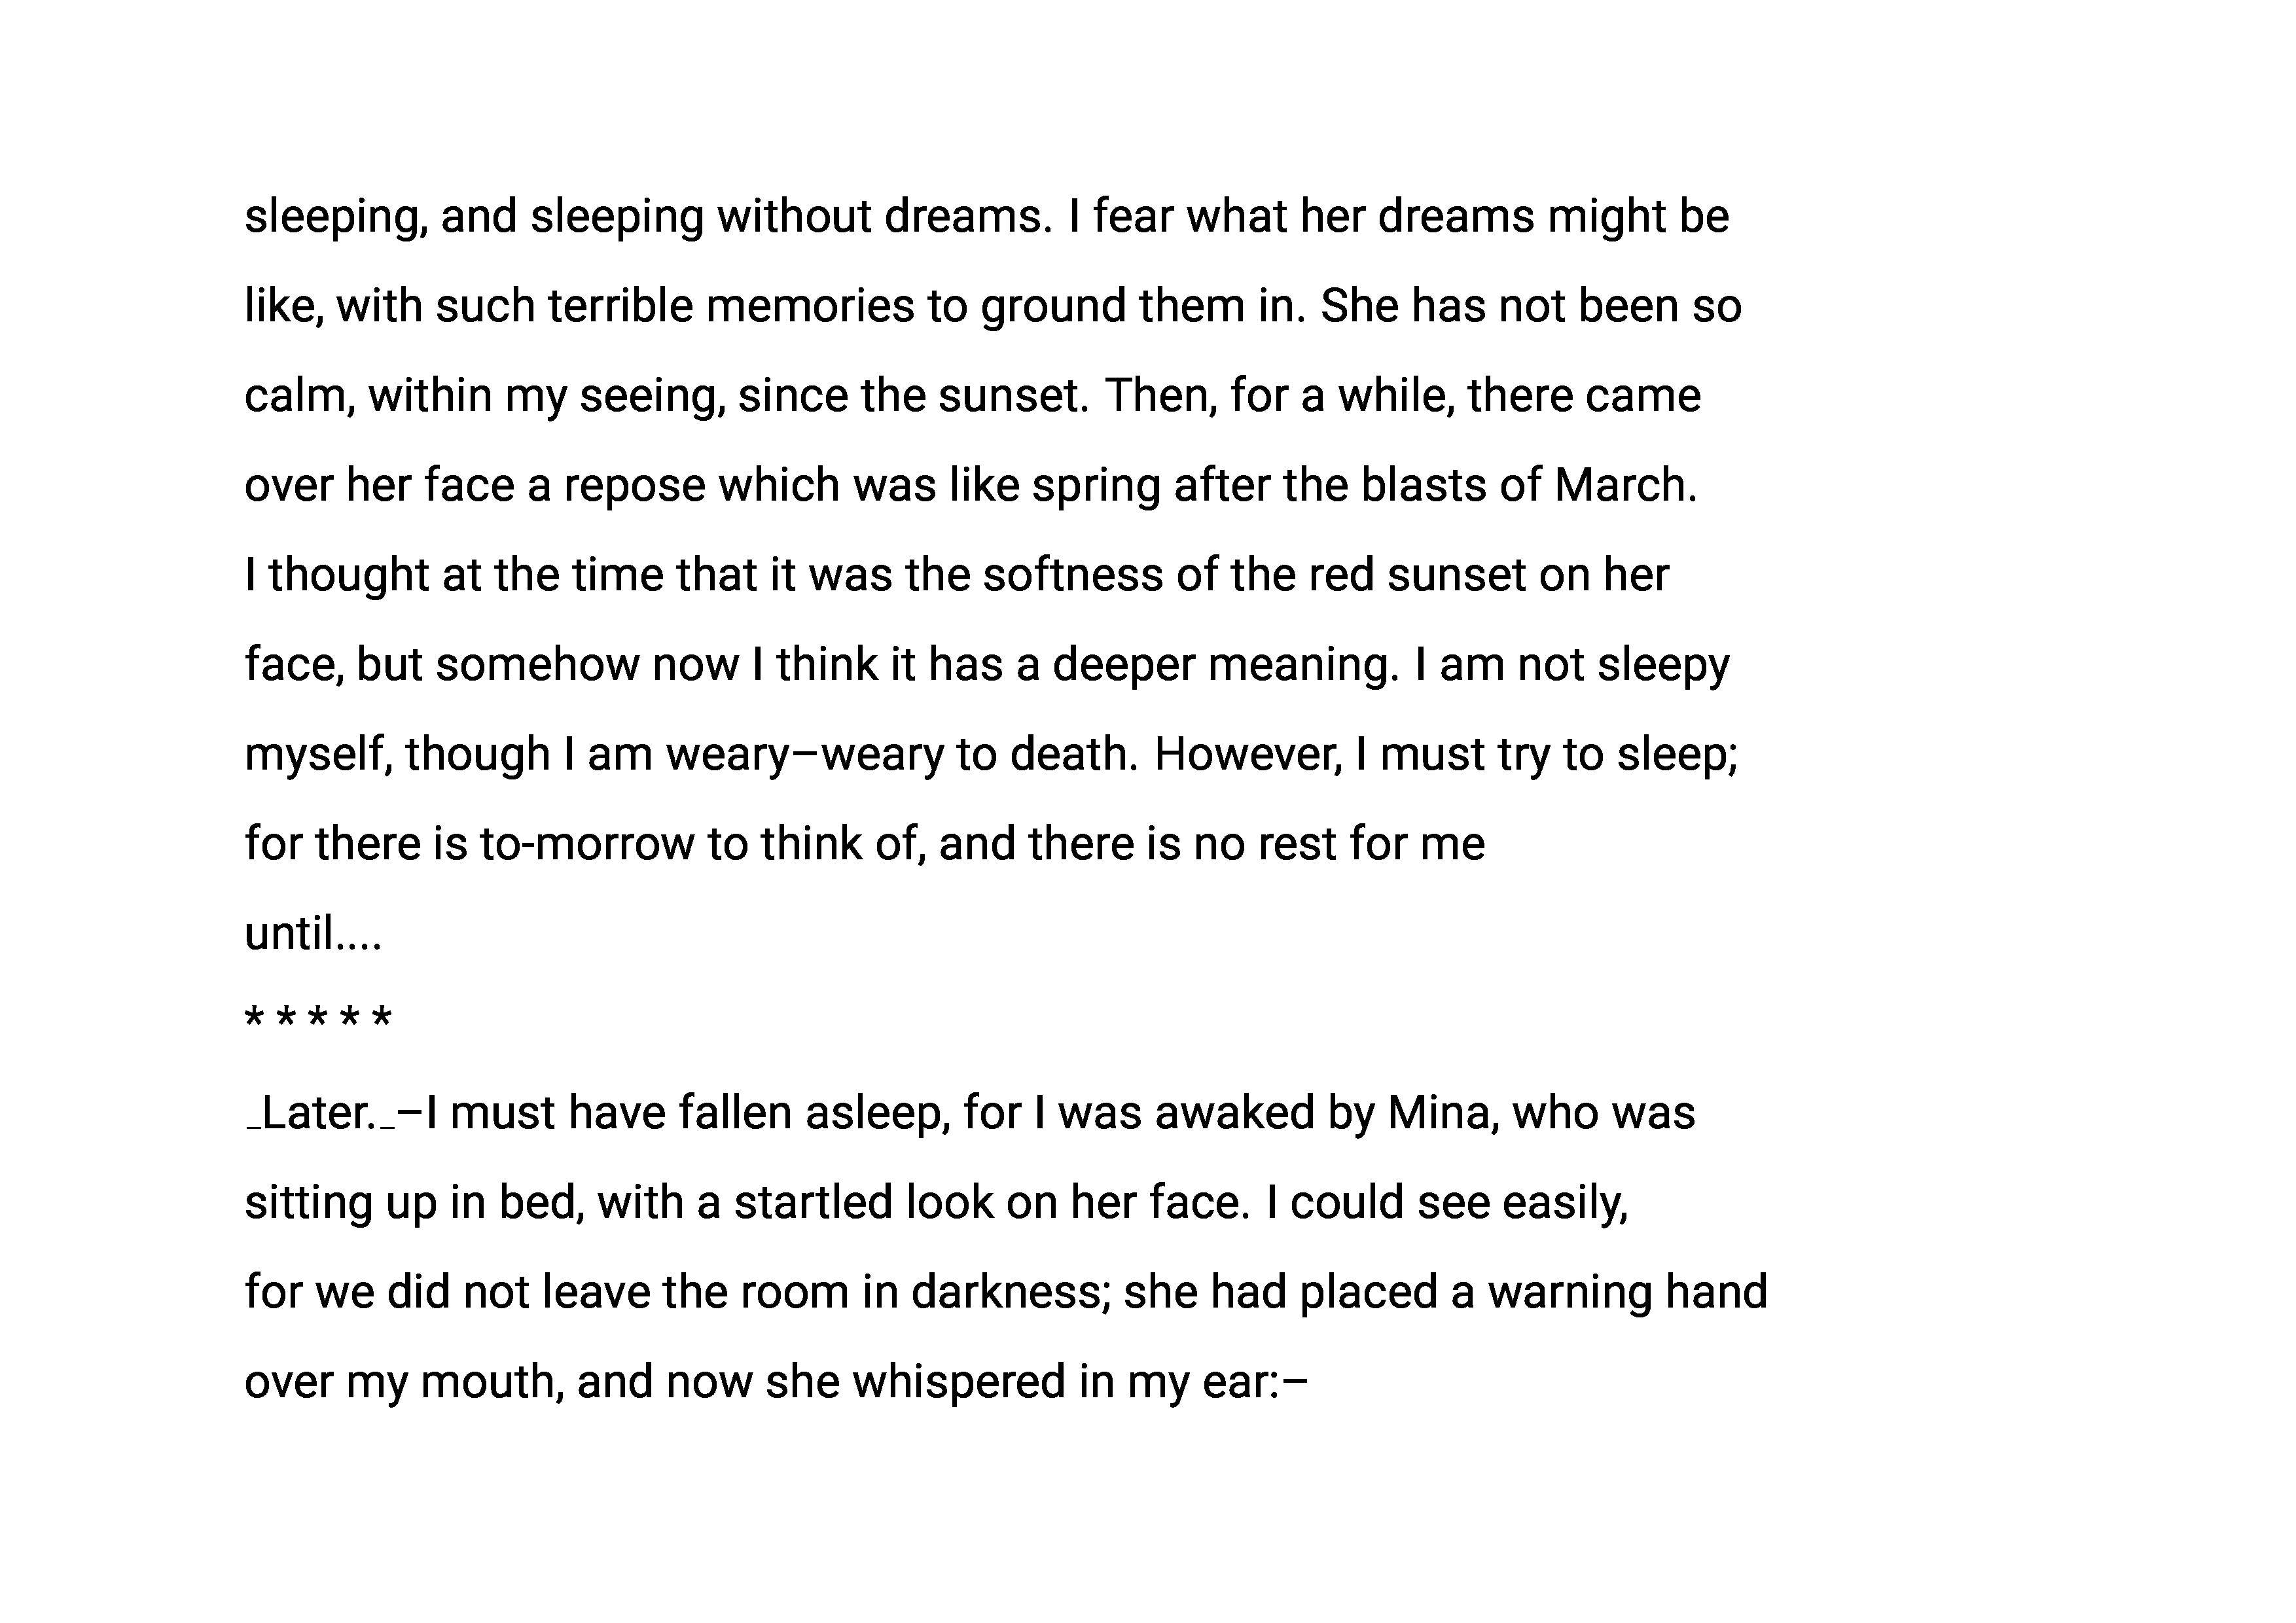 sleeping, and sleeping without dreams. I fear what her dreams might be
like, with such terrible memories to ground them in. She has not been so
calm, within my seeing, since the sunset. Then, for a while, there came
over her face a repose which was like spring after the blasts of March.
I thought at the time that it was the softness of the red sunset on her
face, but somehow now I think it has a deeper meaning. I am not sleepy
myself, though I am weary–weary to death. However, I must try to sleep;
for there is to-morrow to think of, and there is no rest for me
until....
* * * * *
_Later._–I must have fallen asleep, for I was awaked by Mina, who was
sitting up in bed, with a startled look on her face. I could see easily,
for we did not leave the room in darkness; she had placed a warning hand
over my mouth, and now she whispered in my ear:–